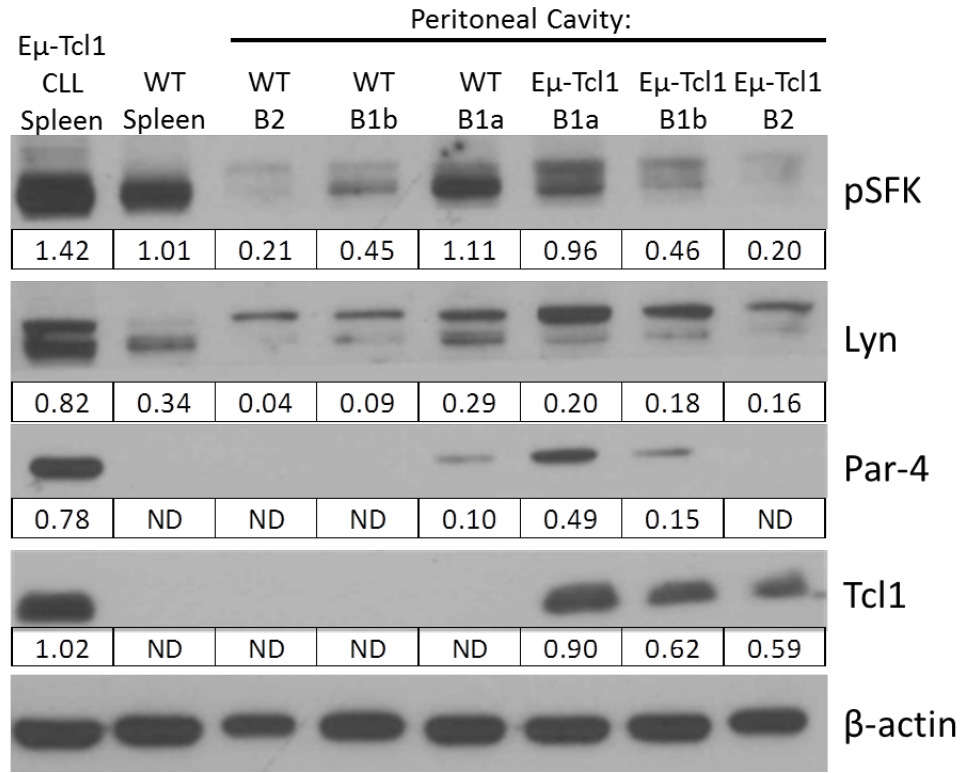 Peritoneal Cavity:
Eµ-Tcl1 CLL Spleen
WT Spleen
WT B2
WT B1b
WT B1a
Eµ-Tcl1 B1a
Eµ-Tcl1 B1b
Eµ-Tcl1 B2
pSFK
1.42 1.01 0.21 0.45 1.11 0.96 0.46 0.20
Lyn
0.82 0.34 0.04 0.09 0.29 0.20 0.18 0.16
Par-4
0.78 ND ND ND 0.10 0.49 0.15 ND
Tcl1
1.02 ND ND ND ND 0.90 0.62 0.59
β-actin